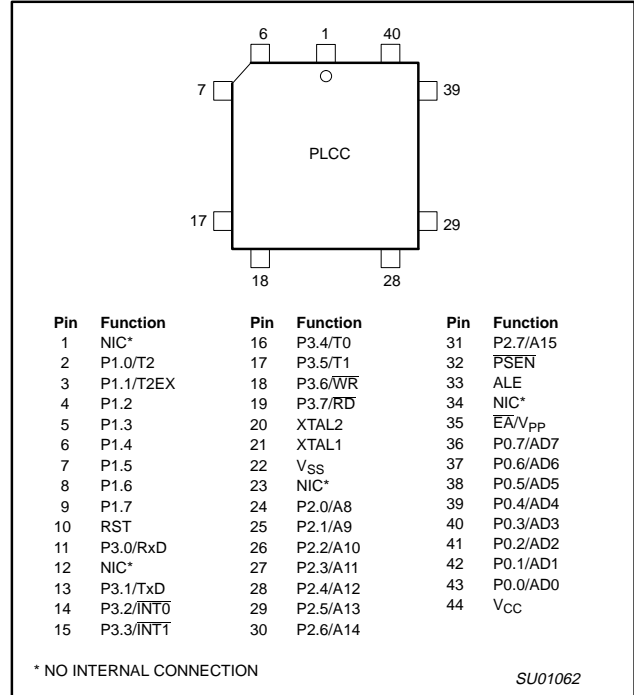 6 1 40
7 39
PLCC
17 29
18 28
Pin Function Pin Function Pin Function
1 NIC* 16 P3.4/T0 31 P2.7/A15
2 P1.0/T2 17 P3.5/T1 32 P̅S̅E̅N̅
3 P1.1/T2EX 18 P3.6/W̅R̅ 33 ALE
4 P1.2 19 P3.7/R̅D̅ 34 NIC*
5 P1.3 20 XTAL2 35 E̅A̅/VPP
6 P1.4 21 XTAL1 36 P0.7/AD7
7 P1.5 22 VSS 37 P0.6/AD6
8 P1.6 23 NIC* 38 P0.5/AD5
9 P1.7 24 P2.0/A8 39 P0.4/AD4
10 RST 25 P2.1/A9 40 P0.3/AD3
11 P3.0/RxD 26 P2.2/A10 41 P0.2/AD2
12 NIC* 27 P2.3/A11 42 P0.1/AD1
13 P3.1/TxD 28 P2.4/A12 43 P0.0/AD0
14 P3.2/I̅N̅T̅0̅ 29 P2.5/A13 44 VCC
15 P3.3/I̅N̅T̅1̅ 30 P2.6/A14
* NO INTERNAL CONNECTION
SU01062